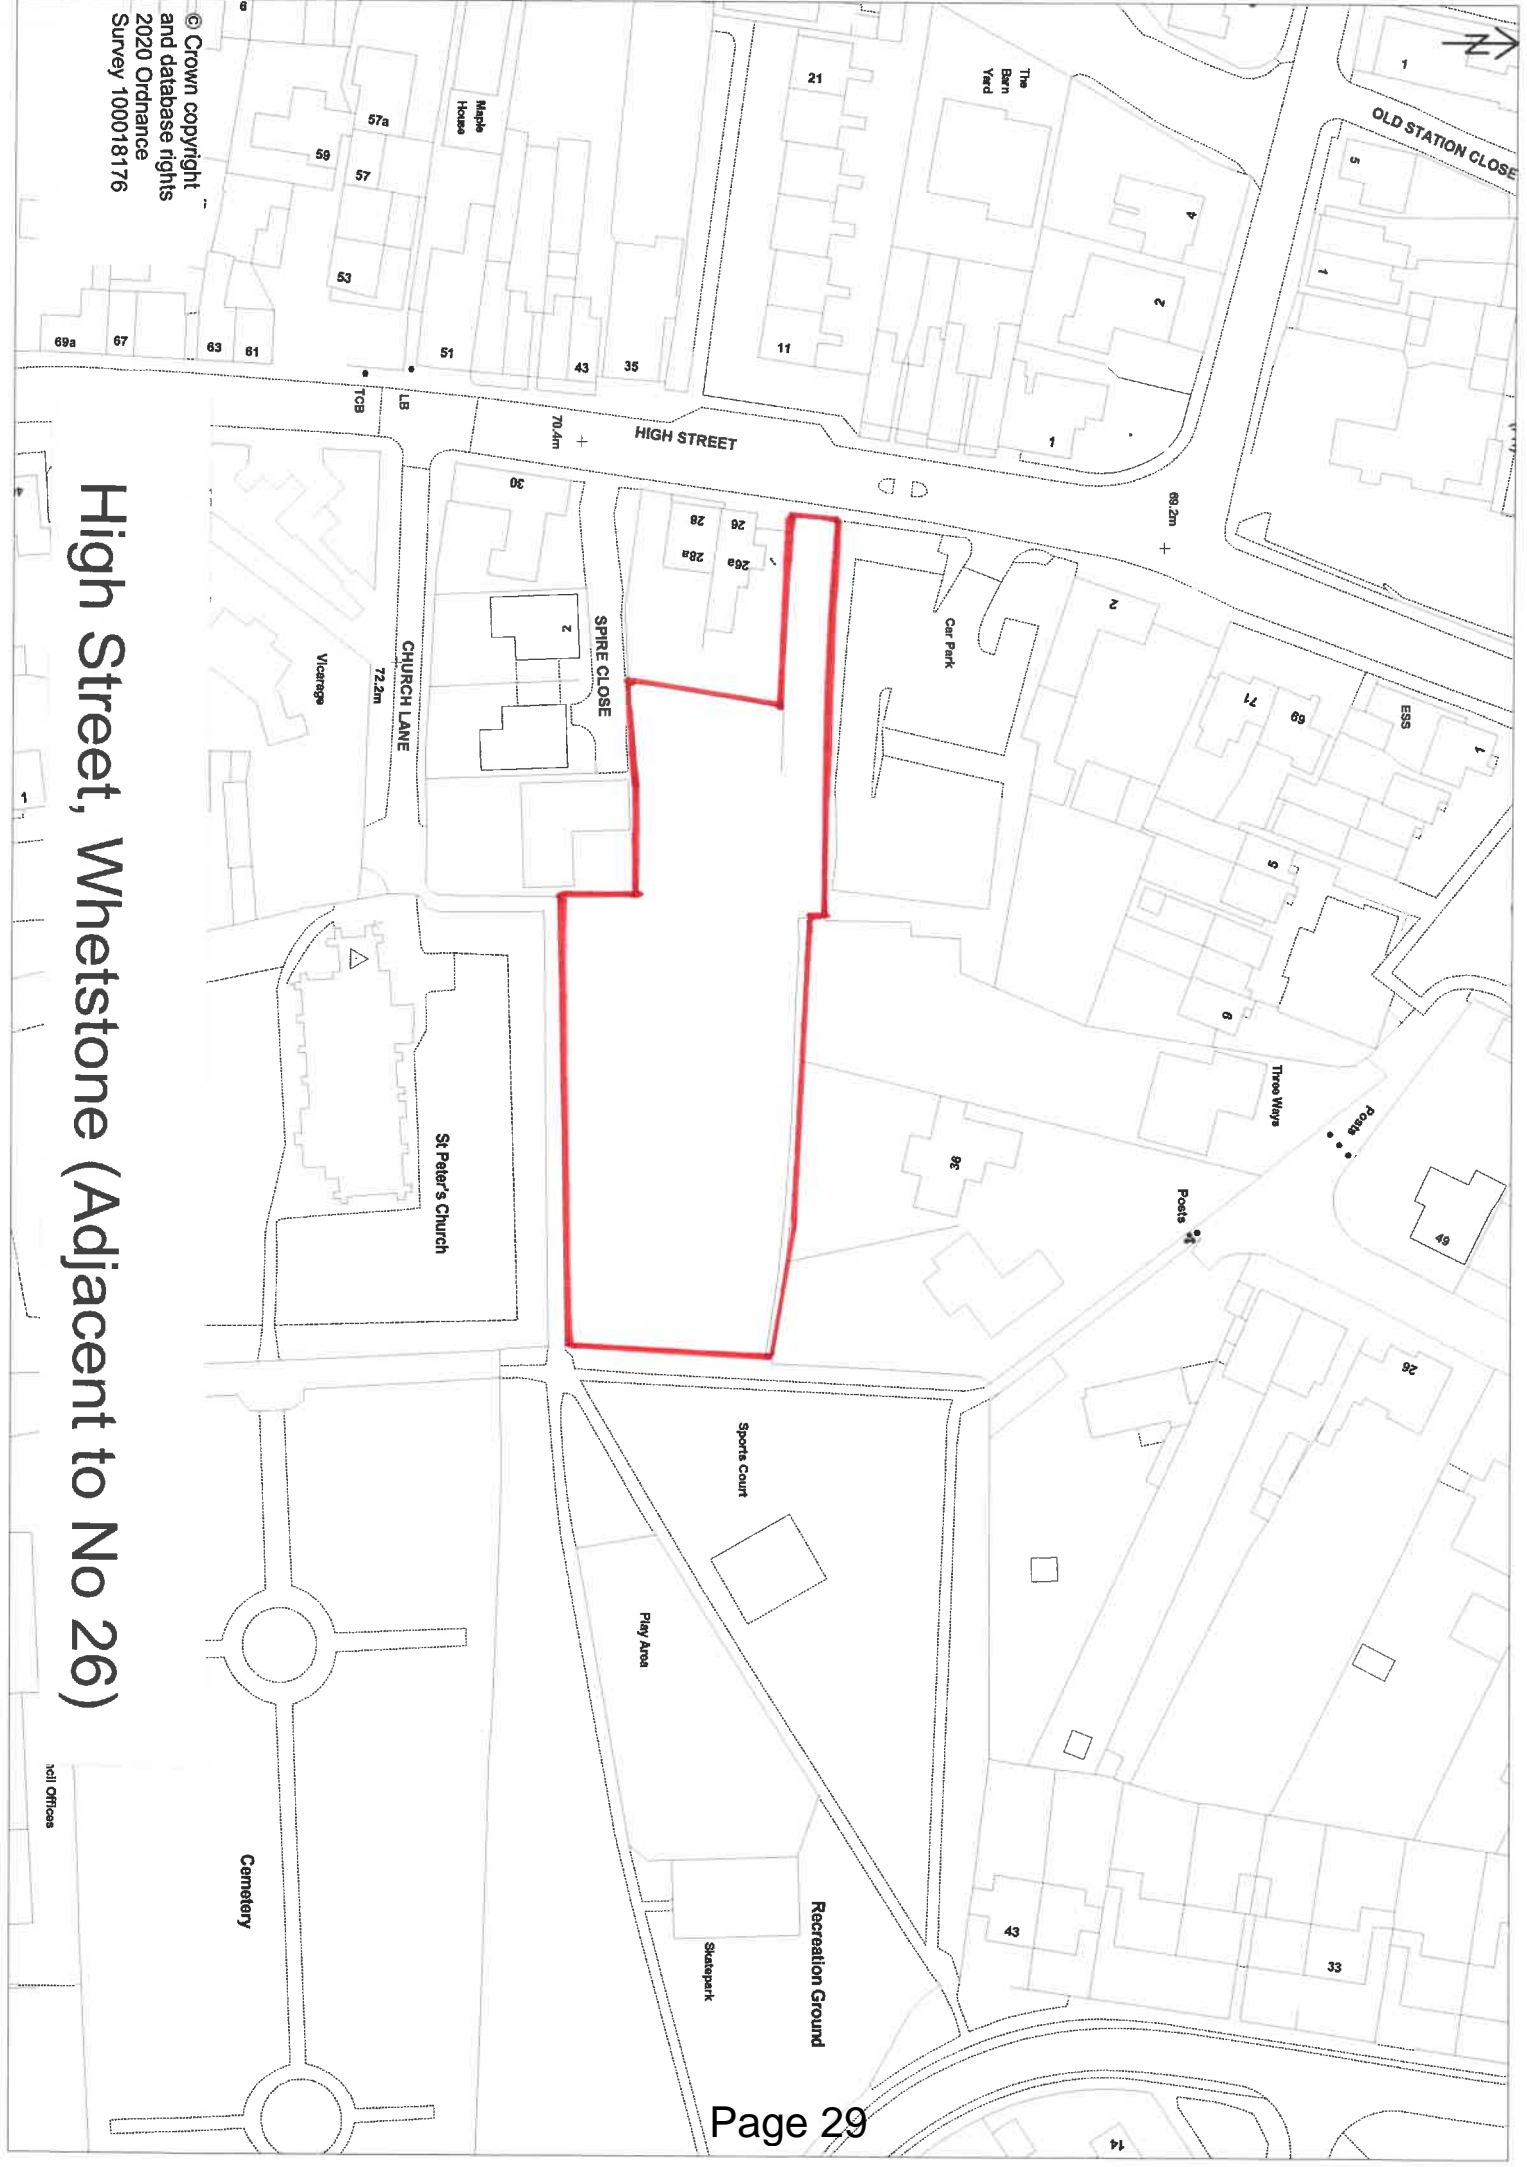 OLD STATION CLOSE
1
5
1
The
Barn
Yard
4
2
1
21
11
Maple
House
6
57a
59
57
53
69a
67
63
61
51
43
35
TCB
LB
70.4m
HIGH STREET
69.2m
30
28
26
28a
26a
2
SPIRE CLOSE
CHURCH LANE
72.2m
Vicarage
1
Car Park
2
71
69
ESS
1
5
9
Three Ways
Posts
Posts
49
38
26
St Peter's Church
Sports Court
Play Area
Skatepark
Recreation Ground
43
33
14
Cemetery
ncil Offices
© Crown copyright
and database rights
2020 Ordnance
Survey 100018176
High Street, Whetstone (Adjacent to No 26)
Page 29